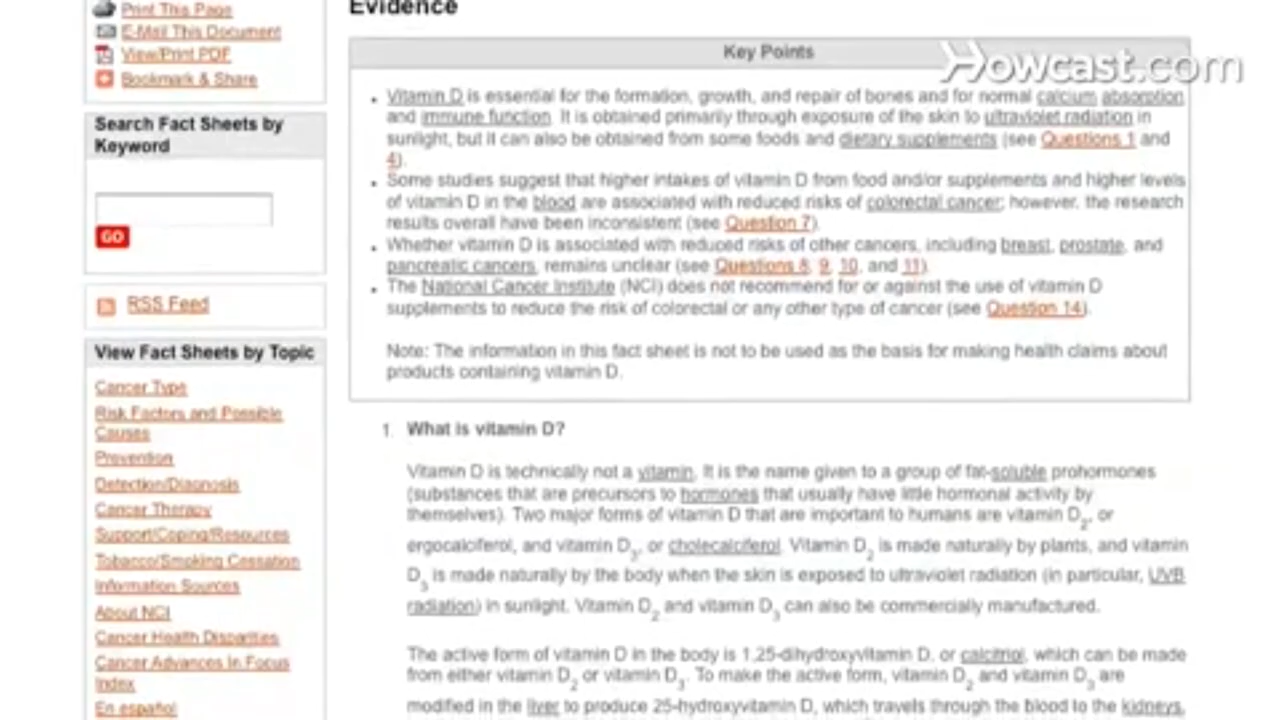 Print This Page
E-Mail This Document
View/Print PDF
Bookmark & Share
Search Fact Sheets by
Keyword
GO
RSS Feed
View Fact Sheets by Topic
Cancer Type
Risk Factors and Possible
Causes
Prevention
Detection/Diagnosis
Cancer Therapy
Support/Coping/Resources
Tobacco/Smoking Cessation
Information Sources
About NCI
Cancer Health Disparities
Cancer Advances In Focus
Index
En español
Evidence
Howcast.com
Key Points
Vitamin D is essential for the formation, growth, and repair of bones and for normal calcium absorption
and immune function. It is obtained primarily through exposure of the skin to ultraviolet radiation in
sunlight, but it can also be obtained from some foods and dietary supplements (see Questions 1 and
4).
Some studies suggest that higher intakes of vitamin D from food and/or supplements and higher levels
of vitamin D in the blood are associated with reduced risks of colorectal cancer; however, the research
results overall have been inconsistent (see Question 7).
Whether vitamin D is associated with reduced risks of other cancers, including breast, prostate, and
pancreatic cancers, remains unclear (see Questions 8, 9, 10, and 11).
The National Cancer Institute (NCI) does not recommend for or against the use of vitamin D
supplements to reduce the risk of colorectal or any other type of cancer (see Question 14).
Note: The information in this fact sheet is not to be used as the basis for making health claims about
products containing vitamin D.
1. What is vitamin D?
Vitamin D is technically not a vitamin. It is the name given to a group of fat-soluble prohormones
(substances that are precursors to hormones that usually have little hormonal activity by
themselves). Two major forms of vitamin D that are important to humans are vitamin D2, or
ergocalciferol, and vitamin D3, or cholecalciferol. Vitamin D2 is made naturally by plants, and vitamin
D3 is made naturally by the body when the skin is exposed to ultraviolet radiation (in particular, UVB
radiation) in sunlight. Vitamin D2 and vitamin D3 can also be commercially manufactured.
The active form of vitamin D in the body is 1,25-dihydroxyvitamin D, or calcitriol, which can be made
from either vitamin D2 or vitamin D3. To make the active form, vitamin D2 and vitamin D3 are
modified in the liver to produce 25-hydroxyvitamin D, which travels through the blood to the kidneys,